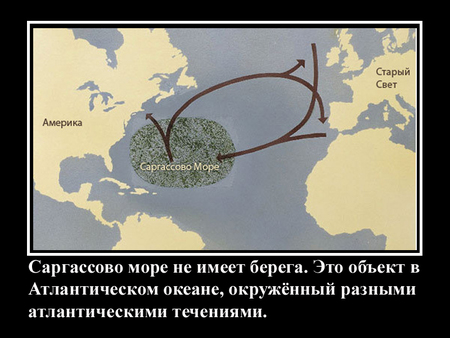 Старый
Свет
Америка
Саргассово Море
Саргассово море не имеет берега. Это объект в
Атлантическом океане, окружённый разными
атлантическими течениями.